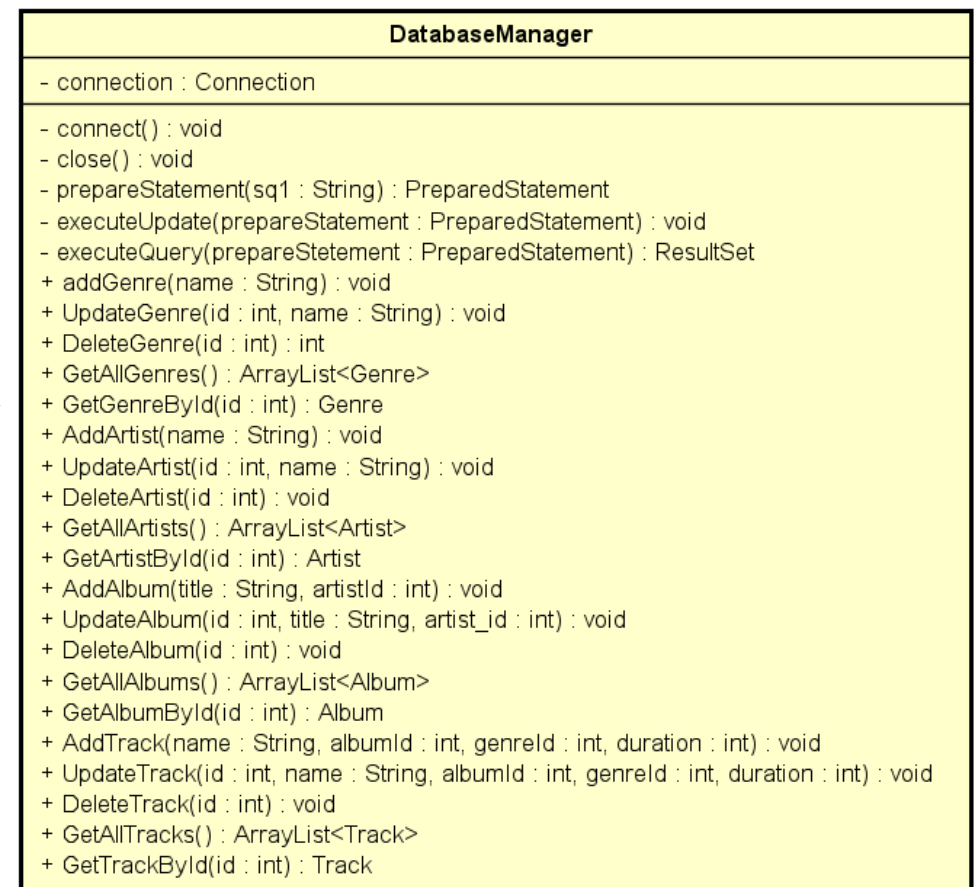 DatabaseManager
- connection : Connection
- connect() : void
- close() : void
- prepareStatement(sq1 : String) : PreparedStatement
- executeUpdate(prepareStatement : PreparedStatement) : void
- executeQuery(prepareStetement : PreparedStatement) : ResultSet
+ addGenre(name : String) : void
+ UpdateGenre(id : int, name : String) : void
+ DeleteGenre(id : int) : int
+ GetAllGenres() : ArrayList<Genre>
+ GetGenreById(id : int) : Genre
+ AddArtist(name : String) : void
+ UpdateArtist(id : int, name : String) : void
+ DeleteArtist(id : int) : void
+ GetAllArtists() : ArrayList<Artist>
+ GetArtistById(id : int) : Artist
+ AddAlbum(title : String, artistId : int) : void
+ UpdateAlbum(id : int, title : String, artist_id : int) : void
+ DeleteAlbum(id : int) : void
+ GetAllAlbums() : ArrayList<Album>
+ GetAlbumById(id : int) : Album
+ AddTrack(name : String, albumId : int, genreId : int, duration : int) : void
+ UpdateTrack(id : int, name : String, albumId : int, genreId : int, duration : int) : void
+ DeleteTrack(id : int) : void
+ GetAllTracks() : ArrayList<Track>
+ GetTrackById(id : int) : Track